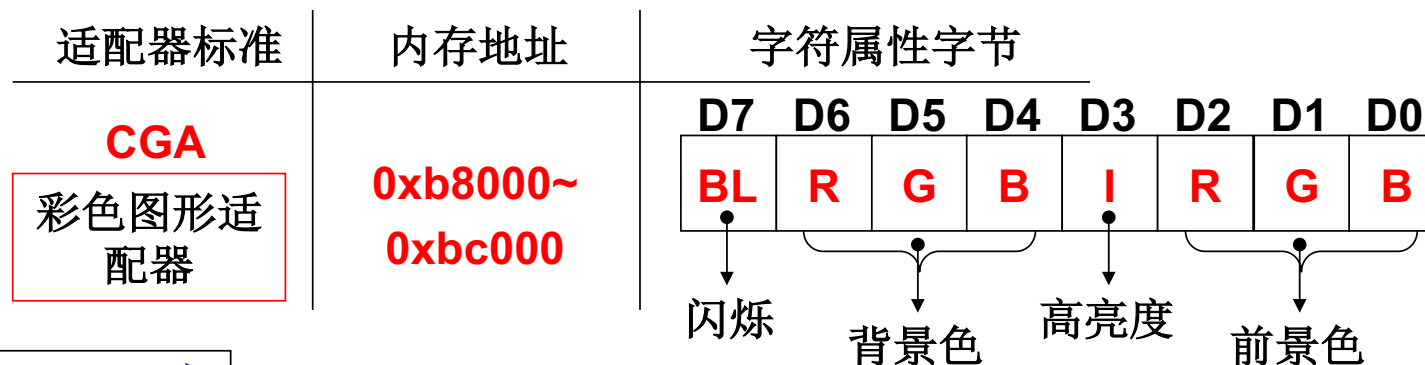 适配器标准 内存地址 字符属性字节
D7 D6 D5 D4 D3 D2 D1 D0
CGA
彩色图形适
配器
0xb8000~
0xbc000
BL R G B I R G B
闪烁 背景色 高亮度 前景色